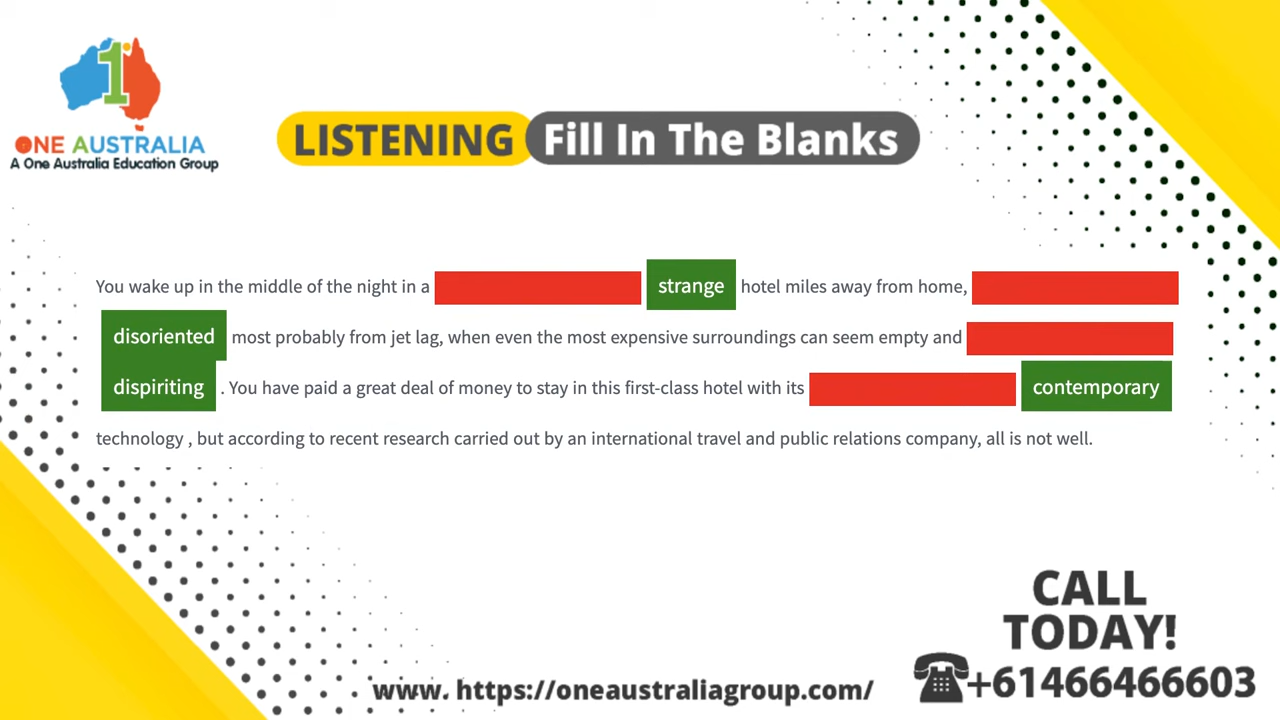 1
ONE AUSTRALIA
A One Australia Education Group
LISTENING Fill In The Blanks
You wake up in the middle of the night in a strange hotel miles away from home,
disoriented most probably from jet lag, when even the most expensive surroundings can seem empty and
dispiriting . You have paid a great deal of money to stay in this first-class hotel with its contemporary
technology , but according to recent research carried out by an international travel and public relations company, all is not well.
CALL
TODAY!
+61466466603
www. https://oneaustraliagroup.com/